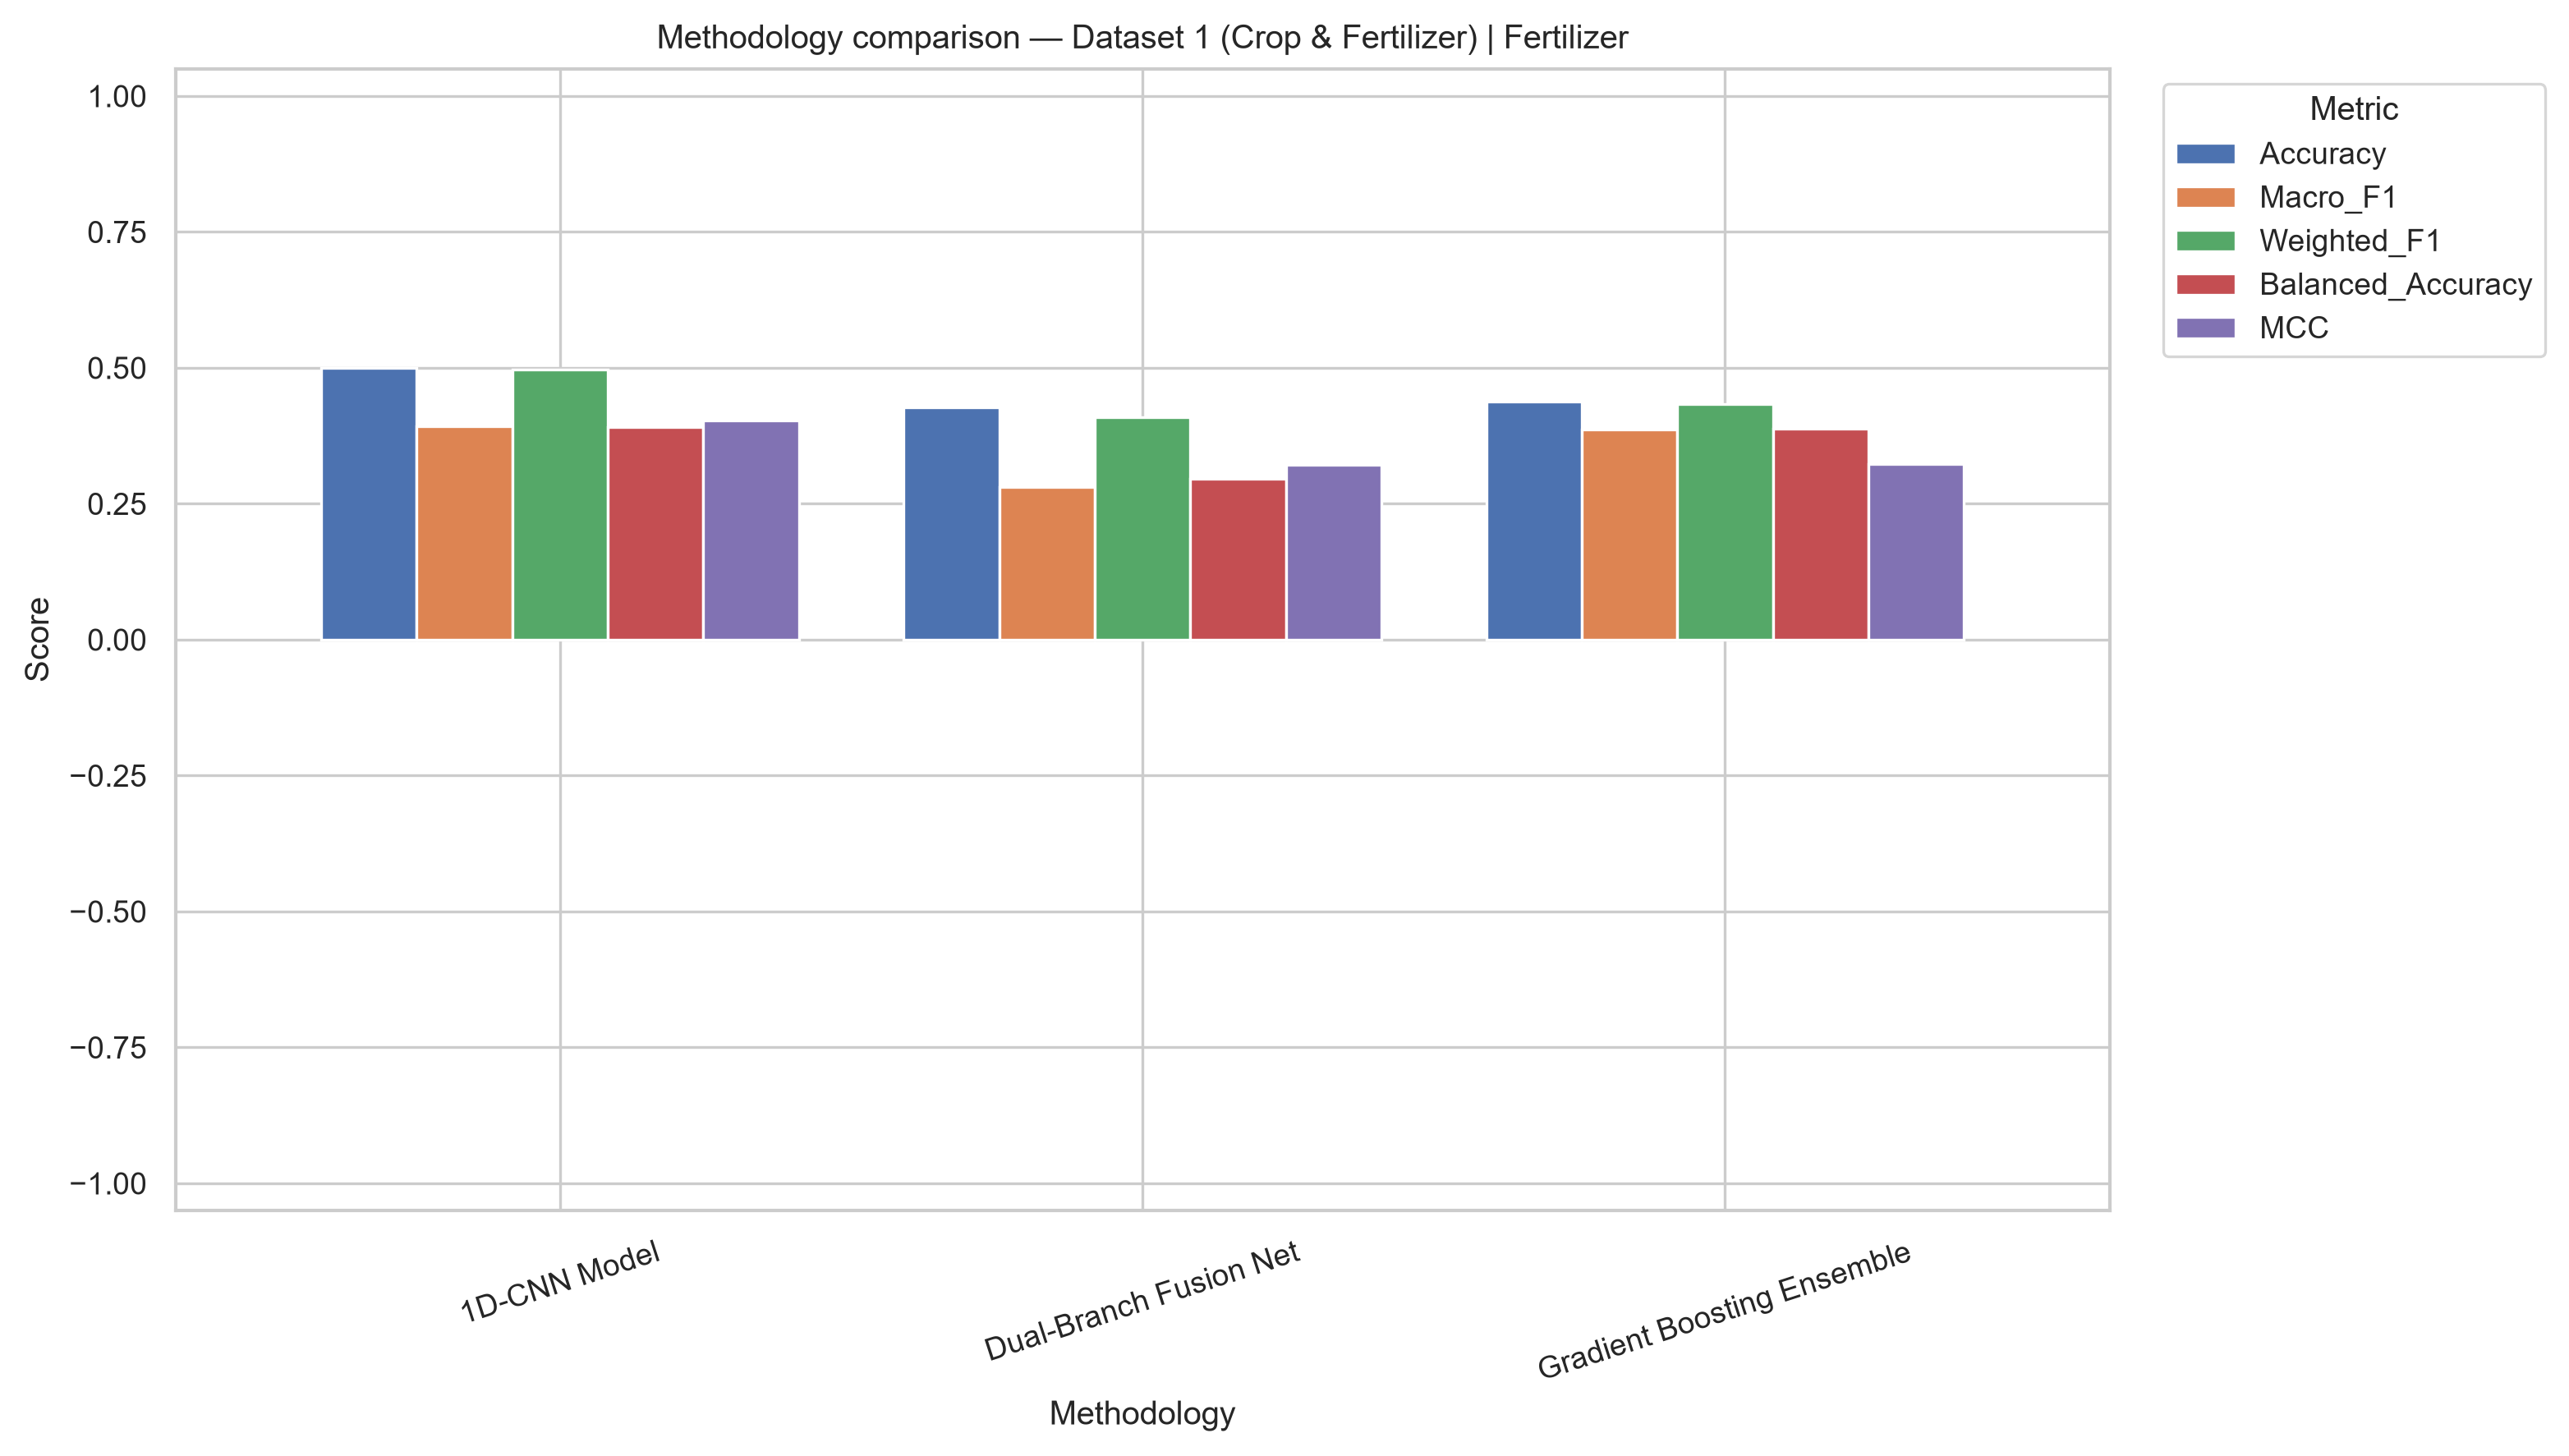 Methodology comparison — Dataset 1 (Crop & Fertilizer) | Fertilizer
Metric
Accuracy
Macro_F1
Weighted_F1
Balanced_Accuracy
MCC
Score
1.00
0.75
0.50
0.25
0.00
−0.25
−0.50
−0.75
−1.00
1D-CNN Model
Dual-Branch Fusion Net
Gradient Boosting Ensemble
Methodology